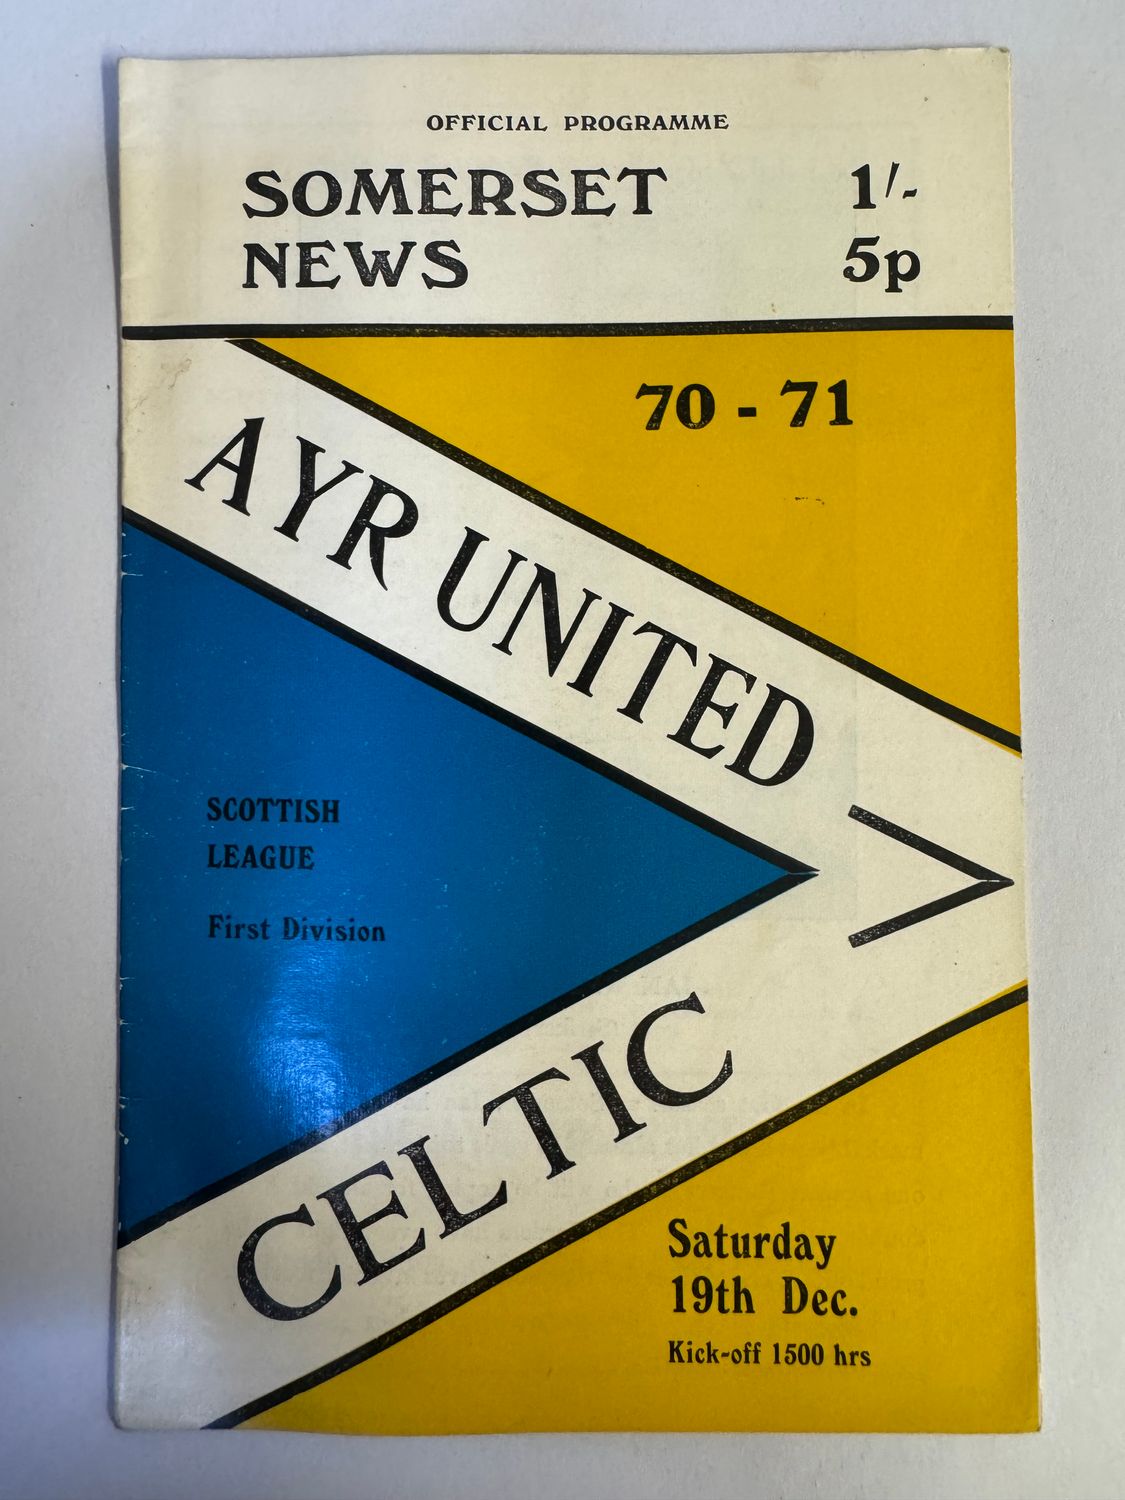 OFFICIAL PROGRAMME
SOMERSET
NEWS
1/-
5p
70 - 71
AYR UNITED
SCOTTISH
LEAGUE
First Division
CELTIC
Saturday
19th Dec.
Kick-off 1500 hrs